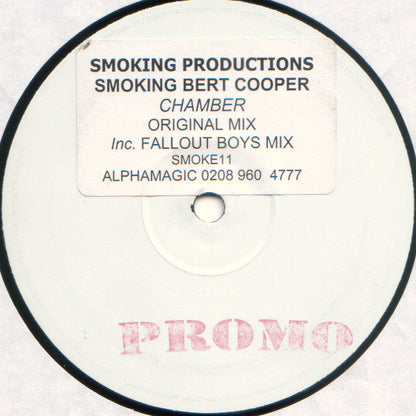 SMOKING PRODUCTIONS
SMOKING BERT COOPER
CHAMBER
ORIGINAL MIX
Inc. FALLOUT BOYS MIX
SMOKE11
ALPHAMAGIC 0208 960 4777
PROMO